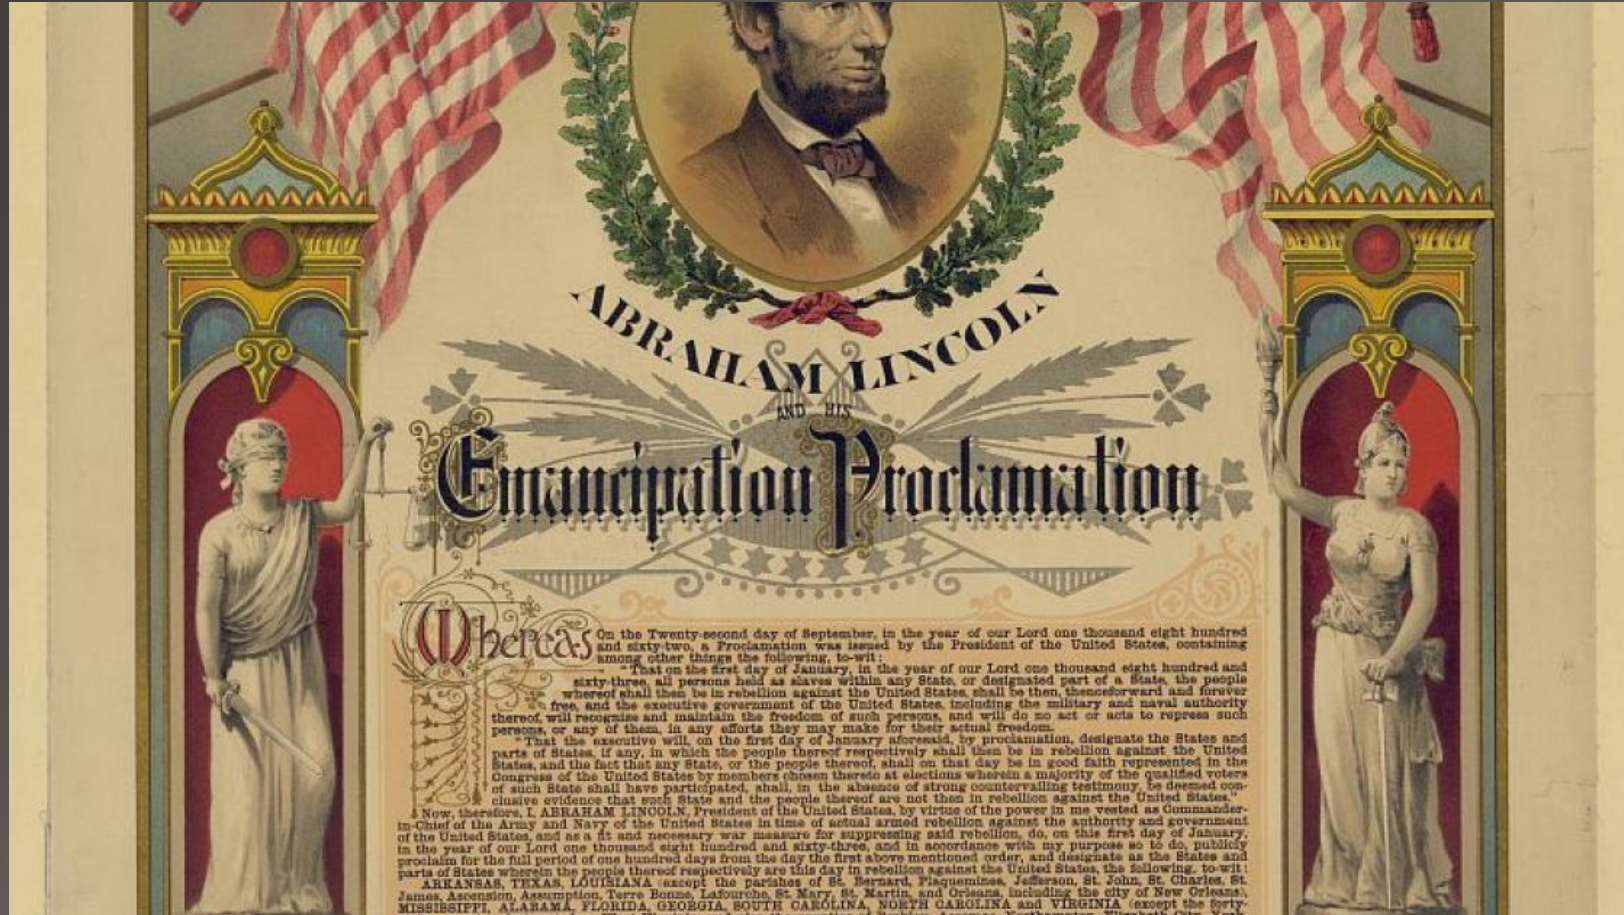 ABRAHAM LINCOLN
AND HIS
Emancipation Proclamation
Whereas On the Twenty-second day of September, in the year of our Lord one thousand eight hundred
and sixty-two, a Proclamation was issued by the President of the United States, containing
among other things the following, to-wit:
"That on the first day of January, in the year of our Lord one thousand eight hundred and
sixty-three, all persons held as slaves within any State, or designated part of a State, the people
whereof shall then be in rebellion against the United States, shall be then, thenceforward and forever
free, and the executive government of the United States, including the military and naval authority
thereof, will recognize and maintain the freedom of such persons, and will do no act or acts to repress such
persons, or any of them, in any efforts they may make for their actual freedom.
"That the executive will, on the first day of January aforesaid, by proclamation, designate the States and
parts of States, if any, in which the people thereof respectively shall then be in rebellion against the United
States, and the fact that any State, or the people thereof, shall on that day be in good faith represented in the
Congress of the United States by members chosen thereto at elections wherein a majority of the qualified voters
of such State shall have participated, shall, in the absence of strong countervailing testimony, be deemed con-
clusive evidence that such State and the people thereof are not then in rebellion against the United States."
Now, therefore, I, ABRAHAM LINCOLN, President of the United States, by virtue of the power in me vested as Commander-
in-Chief of the Army and Navy of the United States in time of actual armed rebellion against the authority and government
of the United States, and as a fit and necessary war measure for suppressing said rebellion, do, on this first day of January,
in the year of our Lord one thousand eight hundred and sixty-three, and in accordance with my purpose so to do, publicly
proclaim for the full period of one hundred days from the day the first above mentioned order, and designate as the States and
parts of States wherein the people thereof respectively are this day in rebellion against the United States, the following, to-wit:
ARKANSAS, TEXAS, LOUISIANA (except the parishes of St. Bernard, Plaquemines, Jefferson, St. John, St. Charles, St.
James, Ascension, Assumption, Terre Bonne, Lafourche, St. Mary, St. Martin, and Orleans, including the city of New Orleans),
MISSISSIPPI, ALABAMA, FLORIDA, GEORGIA, SOUTH CAROLINA, NORTH CAROLINA and VIRGINIA (except the forty-